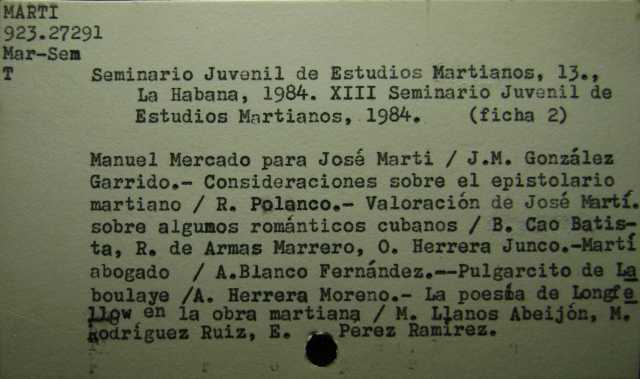 MARTI
923.27291
Mar-Sem
T Seminario Juvenil de Estudios Martianos, 13.,
La Habana, 1984. XIII Seminario Juvenil de
Estudios Martianos, 1984. (ficha 2)
Manuel Mercado para José Marti / J.M. González
Garrido.- Consideraciones sobre el epistolario
martiano / R. Polanco.- Valoración de José Martí.
sobre algumos románticos cubanos / B. Cao Batis-
ta, R. de Armas Marrero, O. Herrera Junco.-Martí
abogado / A.Blanco Fernández.--Pulgarcito de La
boulaye /A. Herrera Moreno.- La poesía de Longfe
llow en la obra martiana / M. Llanos Abeijón, M.
Rodríguez Ruiz, E. Perez Ramírez.